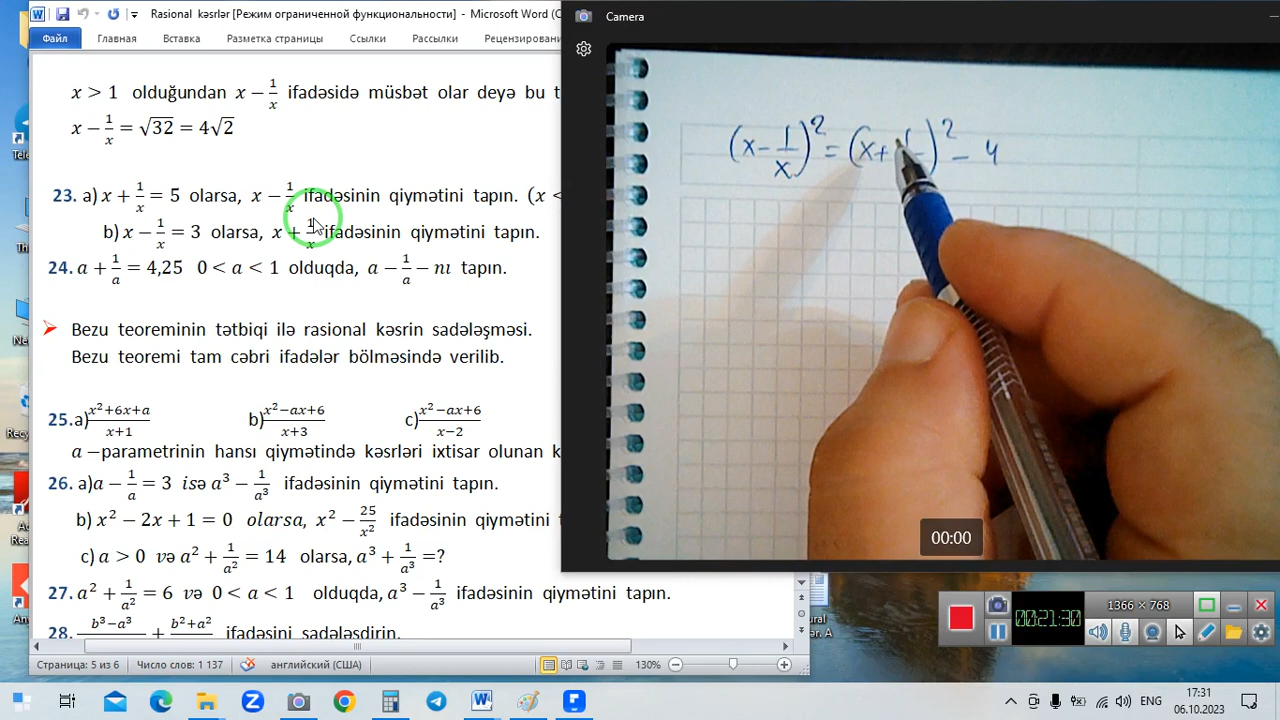 Rasional kəsrlər [Режим ограниченной функциональности] - Microsoft Word (
Файл Главная Вставка Разметка страницы Ссылки Рассылки Рецензирован
x > 1 olduğundan x − 1/x ifadəsidə müsbət olar deyə bu t
x − 1/x = √32 = 4√2
23. a) x + 1/x = 5 olarsa, x − 1/x ifadəsinin qiymətini tapın. (x <
b) x − 1/x = 3 olarsa, x + 1/x ifadəsinin qiymətini tapın.
24. a + 1/a = 4,25 0 < a < 1 olduqda, a − 1/a − nı tapın.
➢ Bezu teoreminin tətbiqi ilə rasional kəsrin sadələşməsi.
Bezu teoremi tam cəbri ifadələr bölməsində verilib.
25.a) x²+6x+a/x+1 b) x²−ax+6/x+3 c) x²−ax+6/x−2
a −parametrinin hansı qiymətində kəsrləri ixtisar olunan k
26. a)a − 1/a = 3 isə a³ − 1/a³ ifadəsinin qiymətini tapın.
b) x² − 2x + 1 = 0 olarsa, x² − 25/x² ifadəsinin qiymətini
c) a > 0 və a² + 1/a² = 14 olarsa, a³ + 1/a³ =?
27. a² + 1/a² = 6 və 0 < a < 1 olduqda, a³ − 1/a³ ifadəsinin qiymətini tapın.
28. b³−a³ + b²+a² ifadəsini sadələşdirin.
Страница: 5 из 6 Число слов: 1 137 английский (США) 130%
Camera
(x − 1/x)² = (x + 1 )² − 4
00:00
1366 × 768
00:21:30
ENG 17:31
06.10.2023